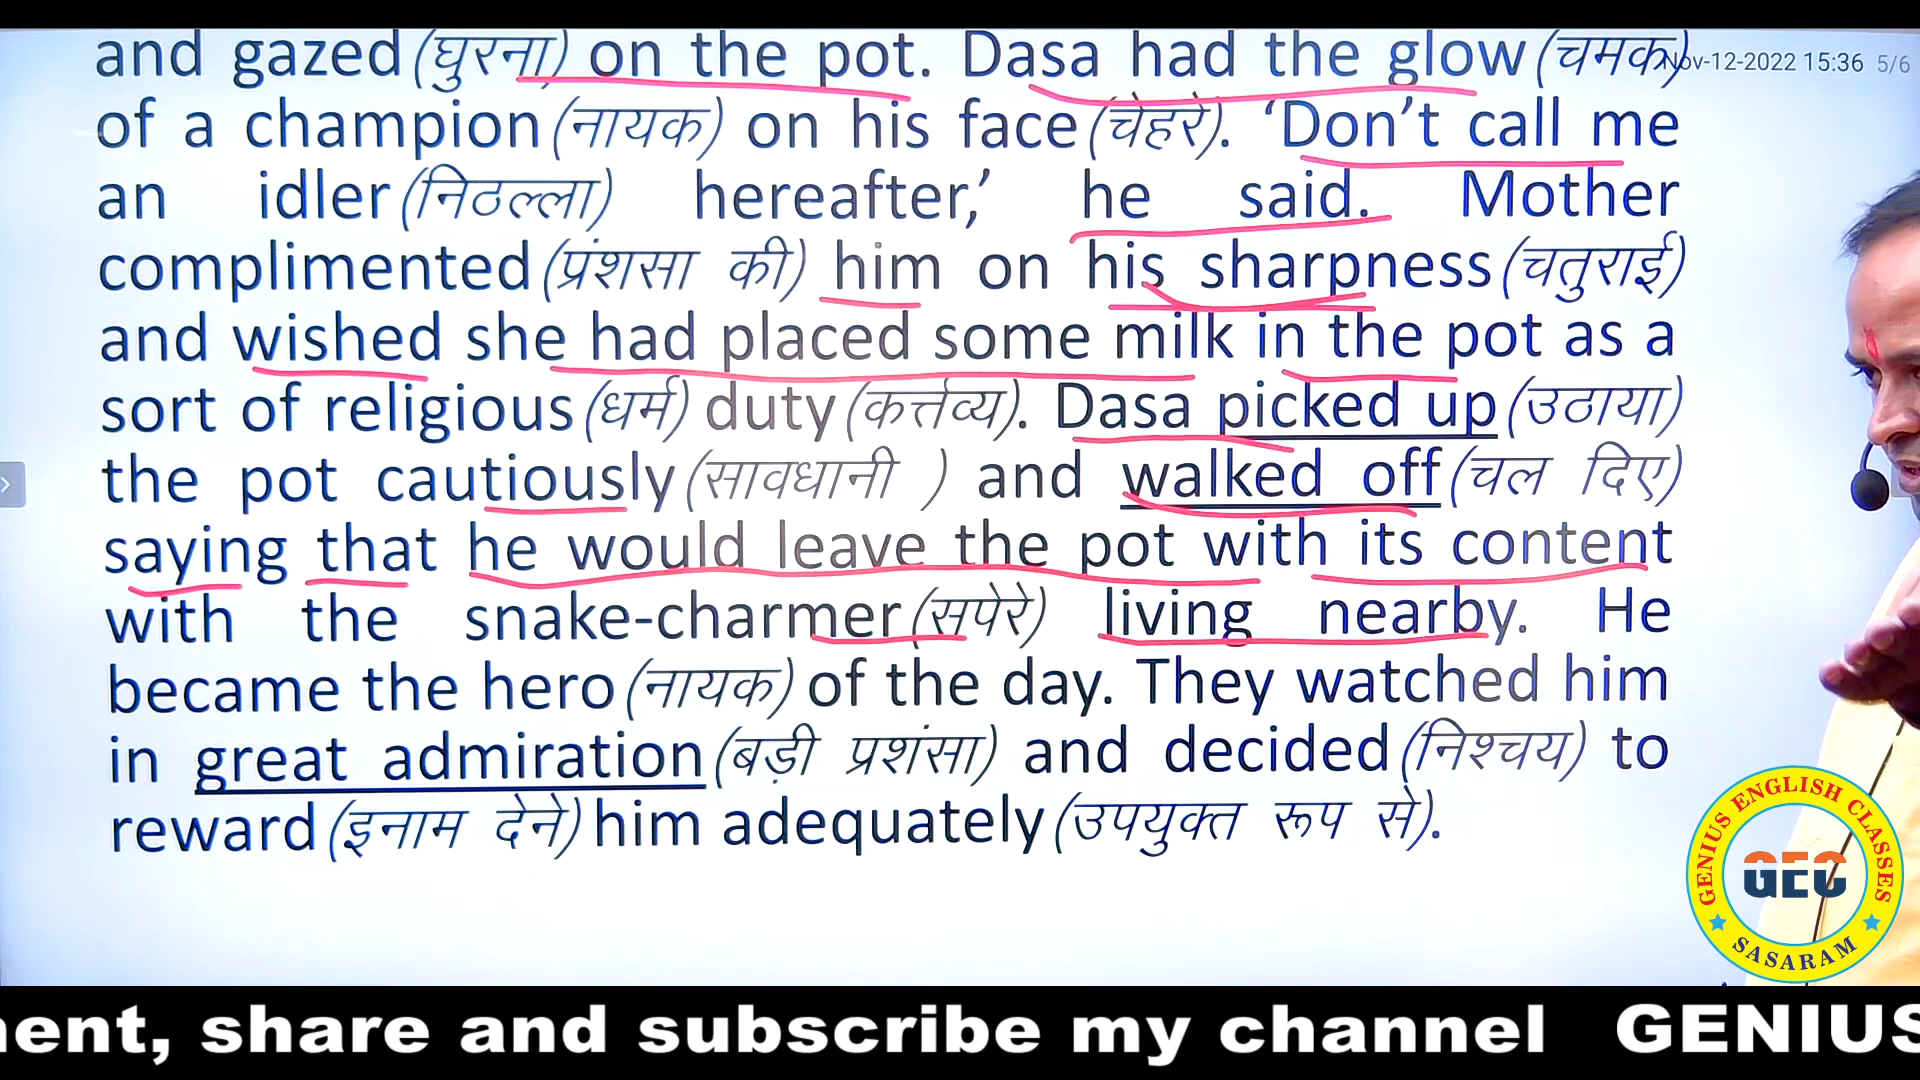 and gazed(घुरना) on the pot. Dasa had the glow(चमक)
Nov-12-2022 15:36 5/6
of a champion(नायक) on his face(चेहरे). ‘Don’t call me
an idler(निठल्ला) hereafter,’ he said. Mother
complimented(प्रंशसा की) him on his sharpness(चतुराई)
and wished she had placed some milk in the pot as a
sort of religious(धर्म) duty(कर्त्तव्य). Dasa picked up(उठाया)
the pot cautiously(सावधानी ) and walked off(चल दिए)
saying that he would leave the pot with its content
with the snake-charmer(सपेरे) living nearby. He
became the hero(नायक) of the day. They watched him
in great admiration(बड़ी प्रशंसा) and decided(निश्चय) to
reward(इनाम देने) him adequately(उपयुक्त रूप से).
GENIUS ENGLISH CLASSES
GEC
SASARAM
ment, share and subscribe my channel GENIUS